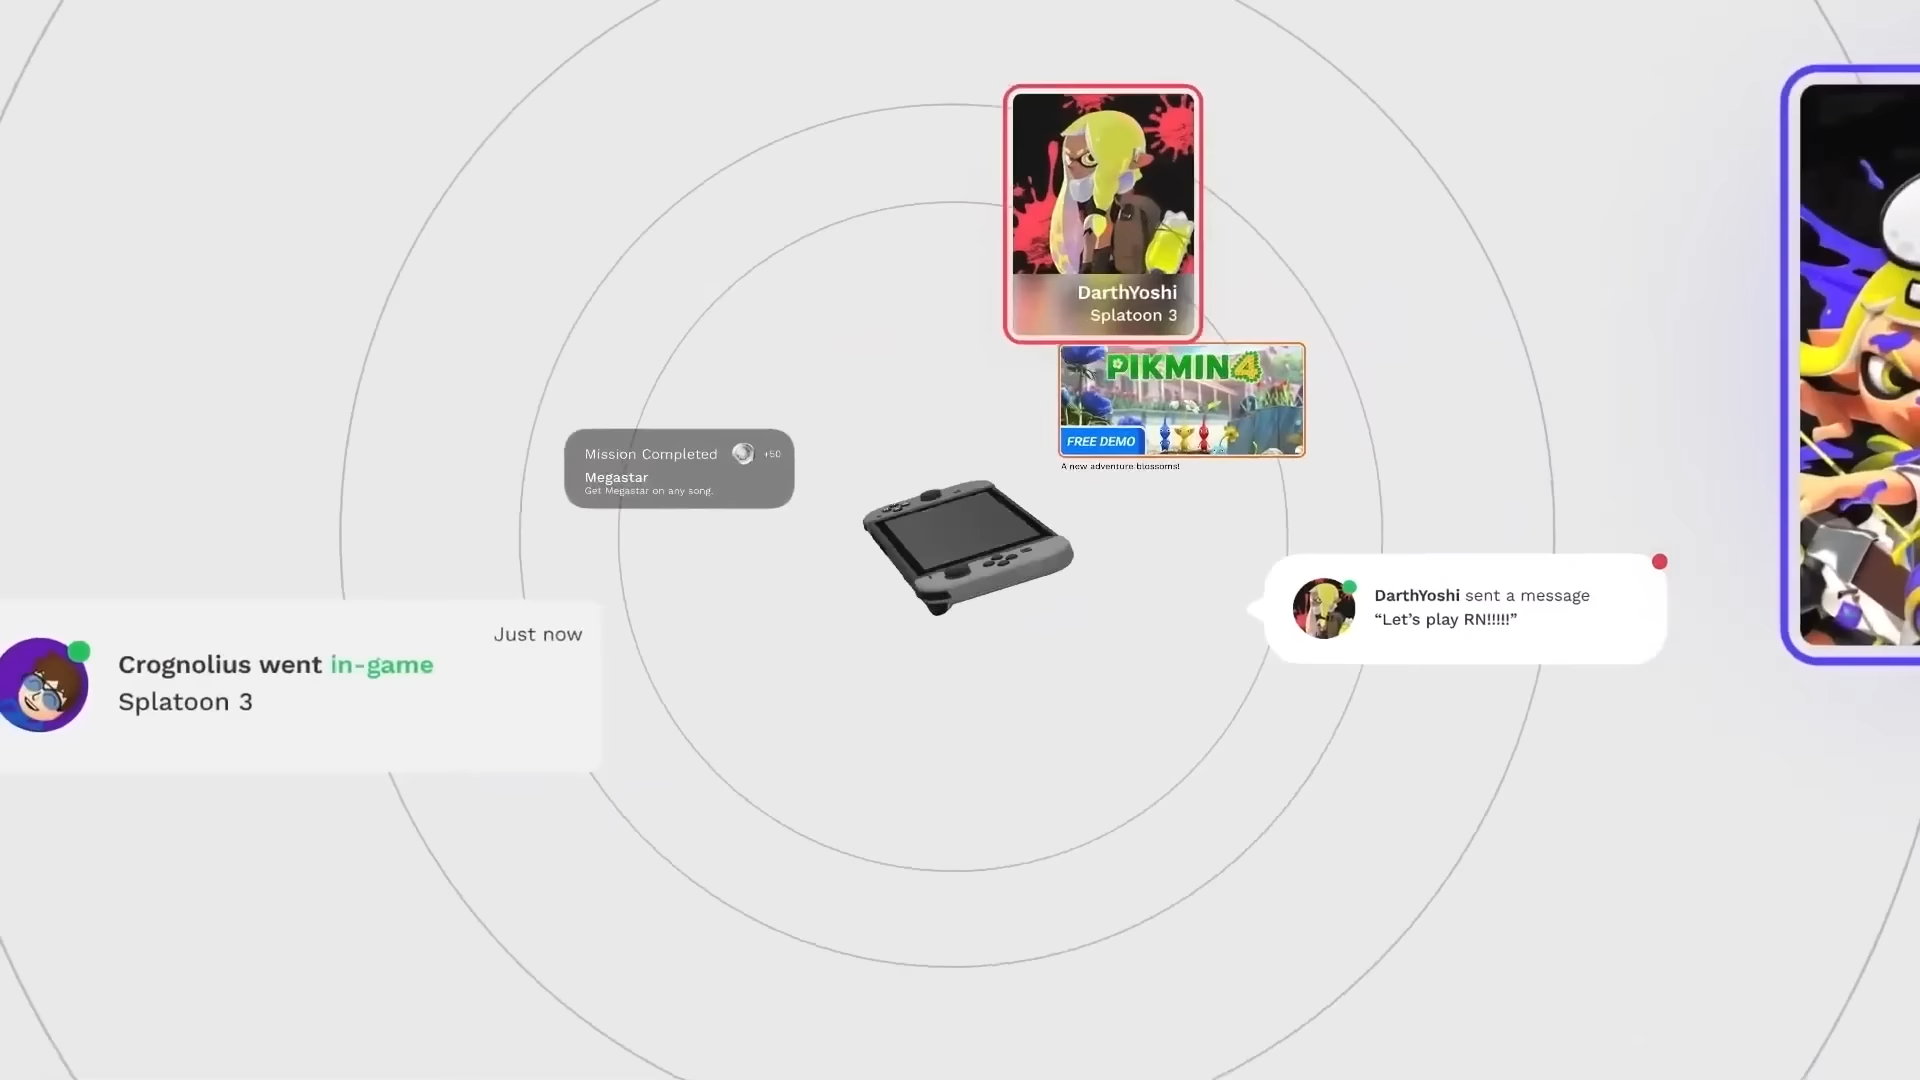 DarthYoshi
Splatoon 3
PIKMIN 4
FREE DEMO
A new adventure blossoms!
Mission Completed +50
Megastar
Get Megastar on any song.
DarthYoshi sent a message
“Let’s play RN!!!!!”
Just now
Crognolius went in-game
Splatoon 3